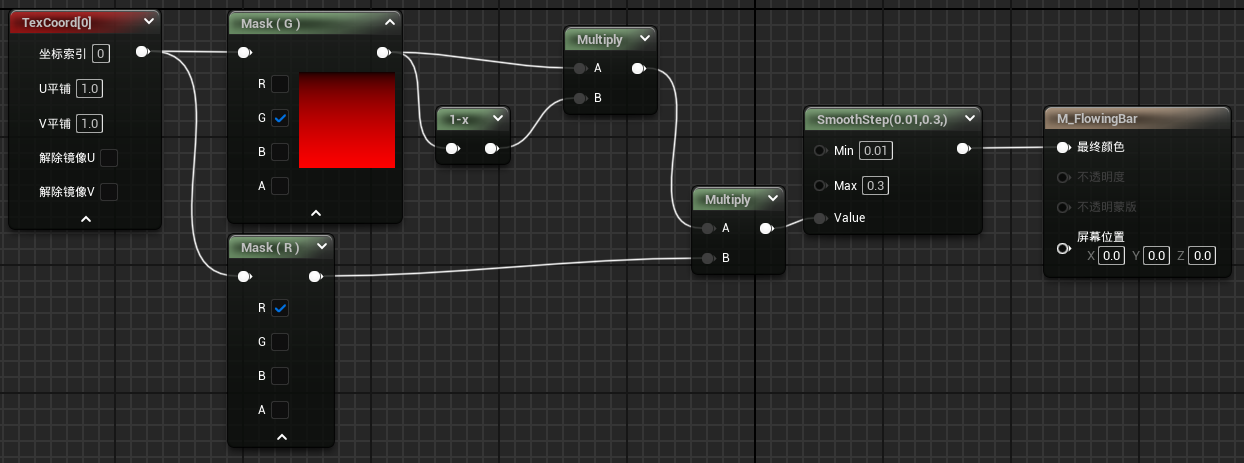 TexCoord[0]
坐标索引 0
U平铺 1.0
V平铺 1.0
解除镜像U
解除镜像V
Mask ( G )
R
G
B
A
Mask ( R )
R
G
B
A
1-x
Multiply
A
B
Multiply
A
B
SmoothStep(0.01,0.3,)
Min 0.01
Max 0.3
Value
M_FlowingBar
最终颜色
不透明度
不透明蒙版
屏幕位置
X 0.0 Y 0.0 Z 0.0